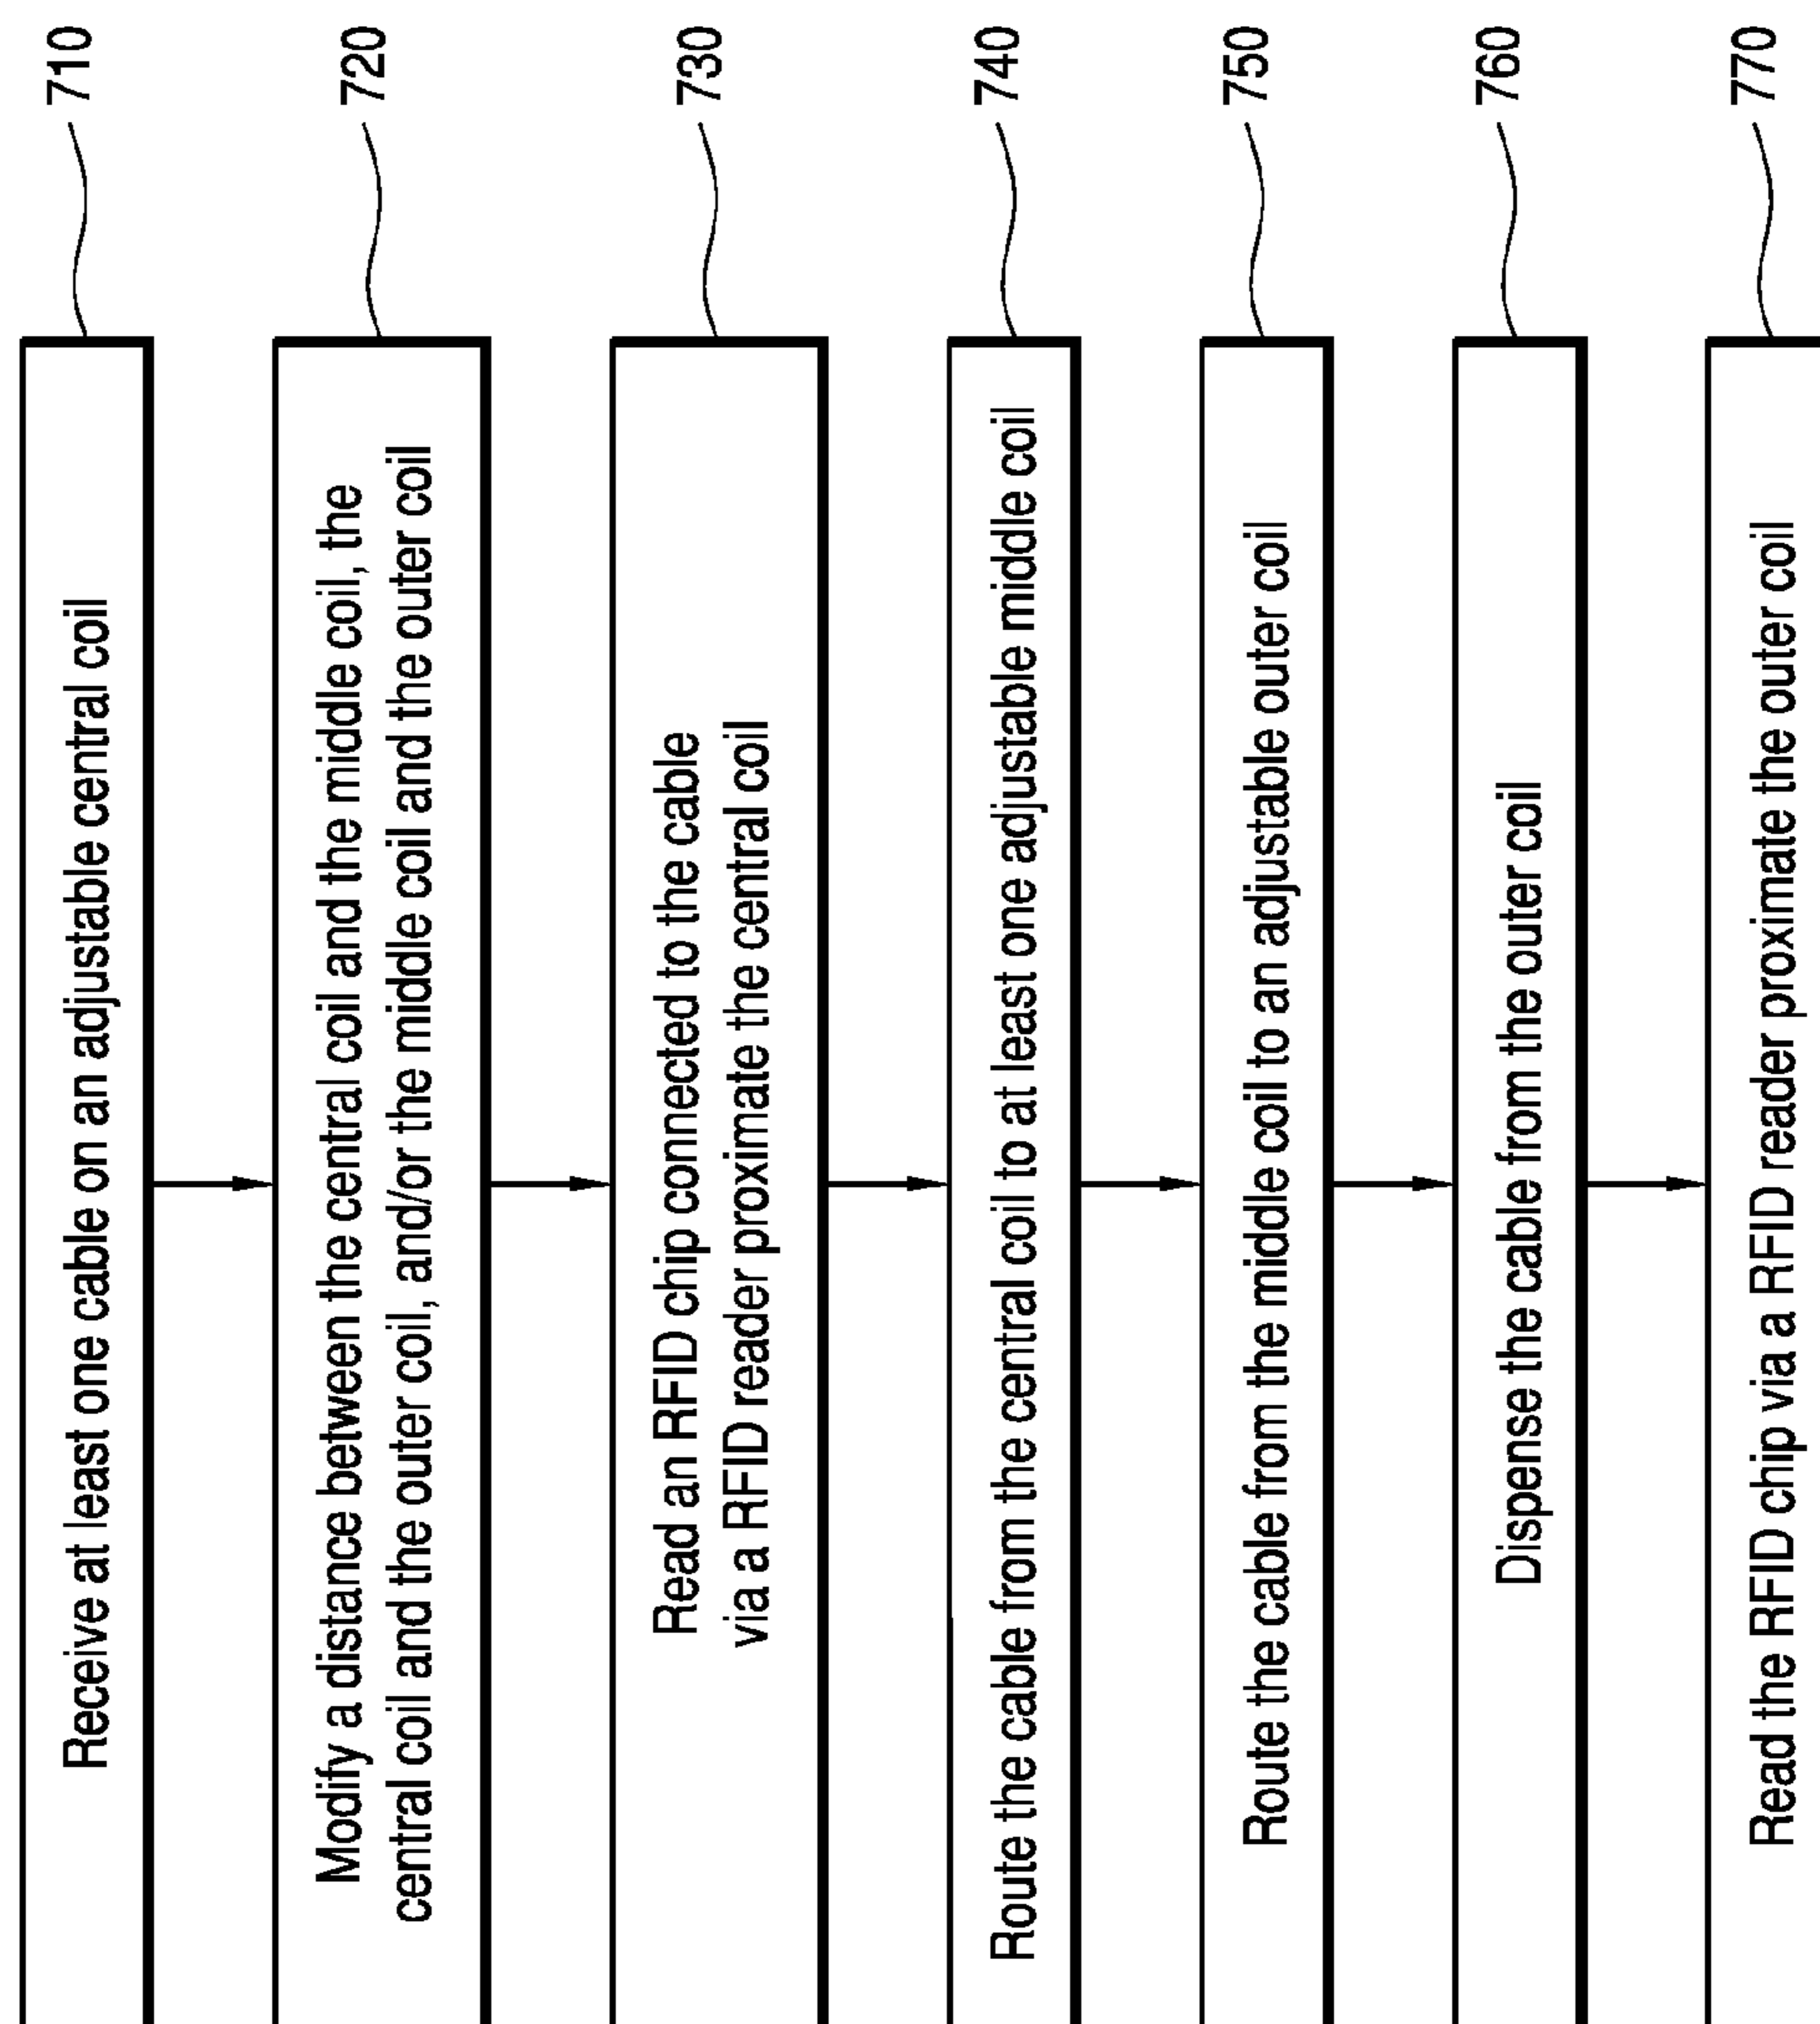 Receive at least one cable on an adjustable central coil
710
Modify a distance between the central coil and the middle coil, the
central coil and the outer coil, and/or the middle coil and the outer coil
720
Read an RFID chip connected to the cable
via a RFID reader proximate the central coil
730
Route the cable from the central coil to at least one adjustable middle coil
740
Route the cable from the middle coil to an adjustable outer coil
750
Dispense the cable from the outer coil
760
Read the RFID chip via a RFID reader proximate the outer coil
770